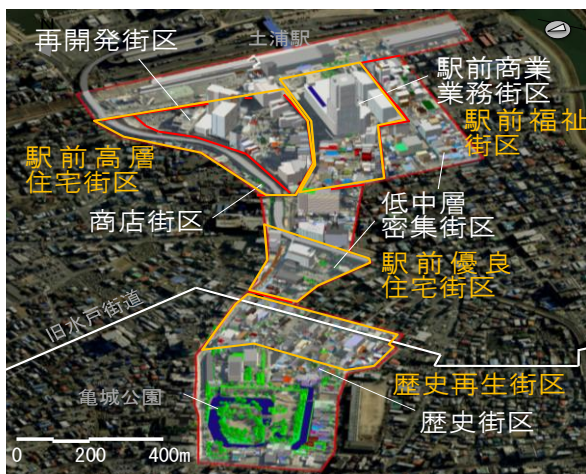 土浦駅
再開発街区
駅前商業
業務街区
駅前福祉
街区
駅前高層
住宅街区
商店街区
低中層
密集街区
駅前優良
住宅街区
旧水戸街道
歴史再生街区
亀城公園
歴史街区
0 200 400m